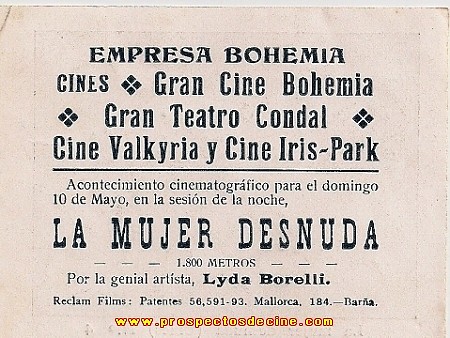 EMPRESA BOHEMIA
CINES ❖ Gran Cine Bohemia
❖ Gran Teatro Condal ❖
Cine Valkyria y Cine Iris-Park
Acontecimiento cinematográfico para el domingo
10 de Mayo, en la sesión de la noche,
LA MUJER DESNUDA
— — — 1.800 METROS — — —
Por la genial artista, Lyda Borelli.
Reclam Films: Patentes 56,591-93. Mallorca, 184.—Barña.
www.prospectosdecine.com